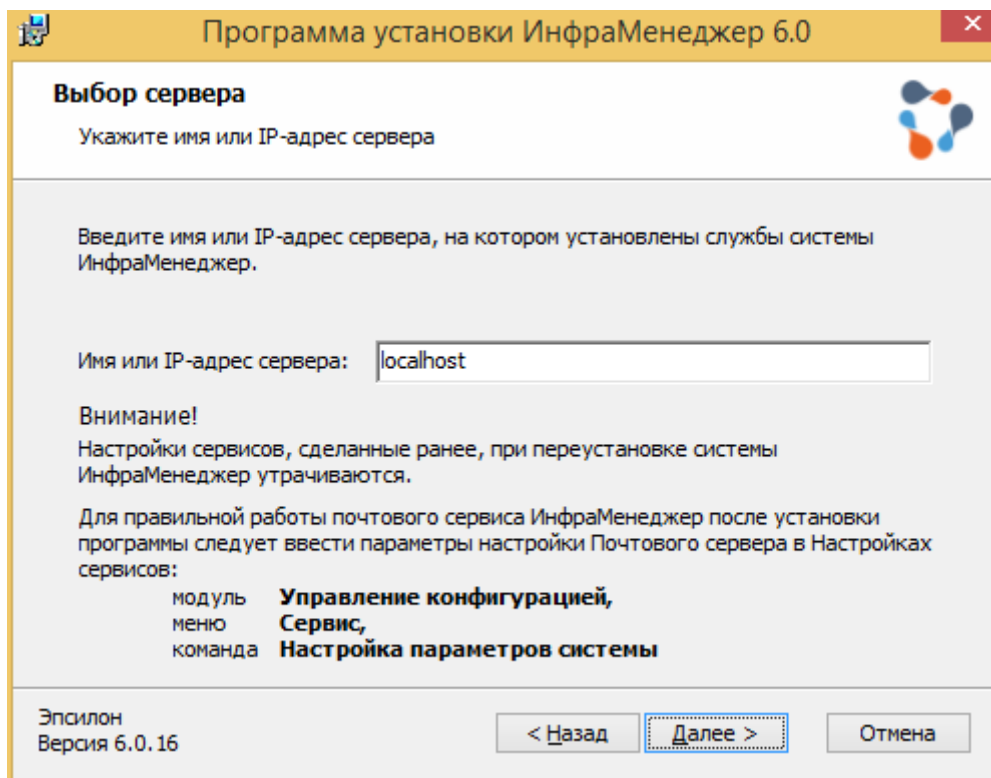 Программа установки ИнфраМенеджер 6.0
Выбор сервера
Укажите имя или IP-адрес сервера
Введите имя или IP-адрес сервера, на котором установлены службы системы
ИнфраМенеджер.
Имя или IP-адрес сервера: localhost
Внимание!
Настройки сервисов, сделанные ранее, при переустановке системы
ИнфраМенеджер утрачиваются.
Для правильной работы почтового сервиса ИнфраМенеджер после установки
программы следует ввести параметры настройки Почтового сервера в Настройках
сервисов:
модуль Управление конфигурацией,
меню Сервис,
команда Настройка параметров системы
Эпсилон
Версия 6.0.16
< Назад Далее > Отмена